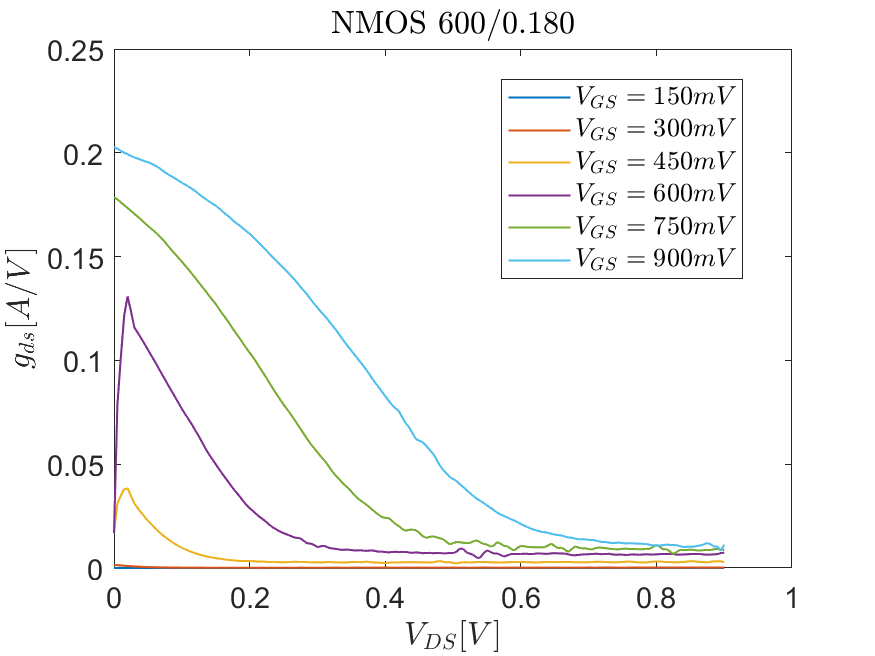 NMOS 600/0.180
0.25
0.2
0.15
0.1
0.05
0
g_{ds}[A/V]
V_{GS} = 150mV
V_{GS} = 300mV
V_{GS} = 450mV
V_{GS} = 600mV
V_{GS} = 750mV
V_{GS} = 900mV
0 0.2 0.4 0.6 0.8 1
V_{DS}[V]